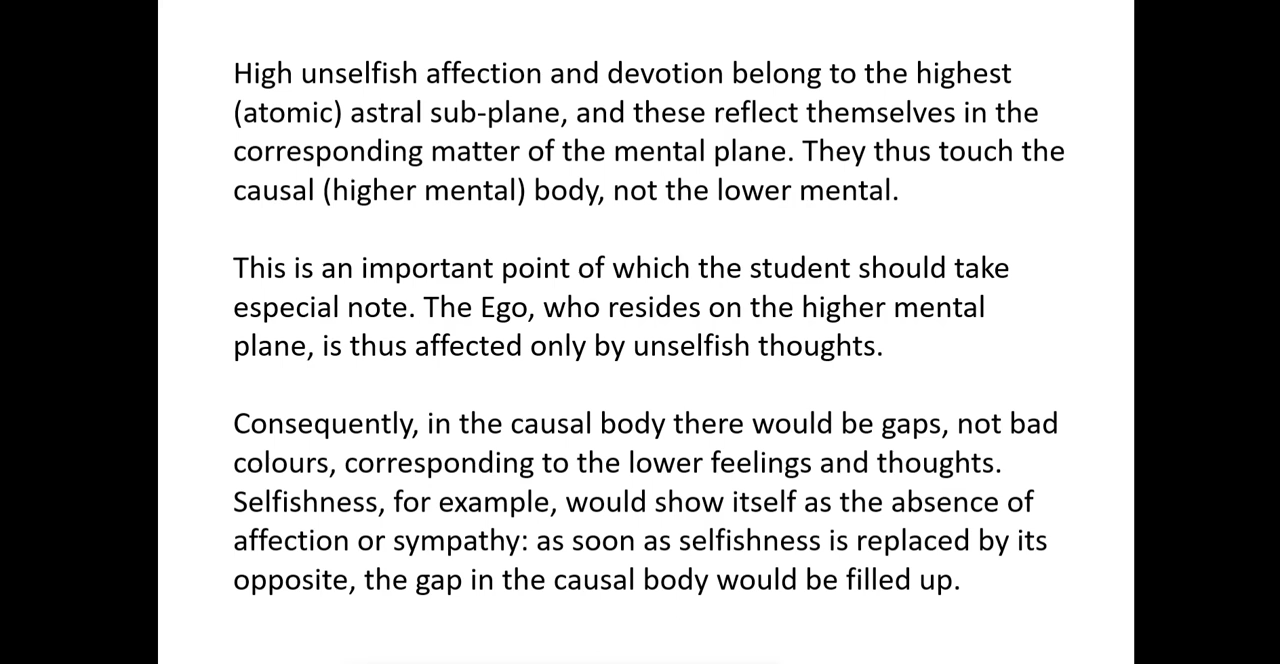 High unselfish affection and devotion belong to the highest
(atomic) astral sub-plane, and these reflect themselves in the
corresponding matter of the mental plane. They thus touch the
causal (higher mental) body, not the lower mental.
This is an important point of which the student should take
especial note. The Ego, who resides on the higher mental
plane, is thus affected only by unselfish thoughts.
Consequently, in the causal body there would be gaps, not bad
colours, corresponding to the lower feelings and thoughts.
Selfishness, for example, would show itself as the absence of
affection or sympathy: as soon as selfishness is replaced by its
opposite, the gap in the causal body would be filled up.